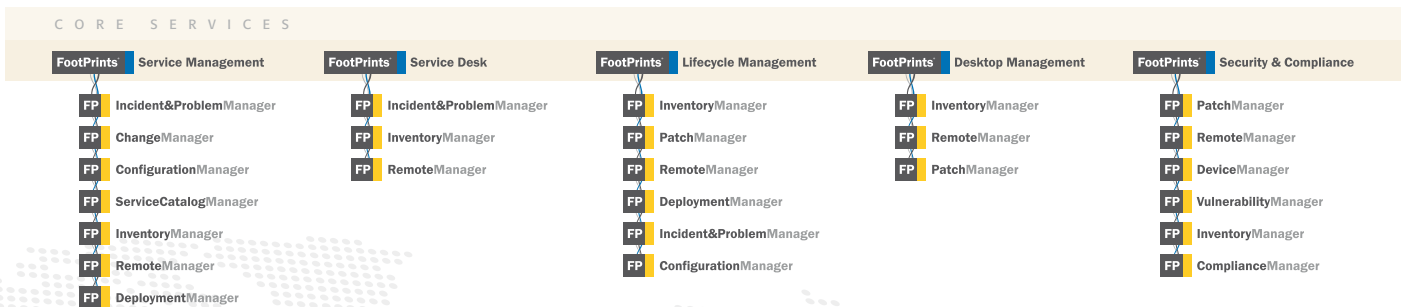 CORE SERVICES
FootPrints Service Management
FP Incident&ProblemManager
FP ChangeManager
FP ConfigurationManager
FP ServiceCatalogManager
FP InventoryManager
FP RemoteManager
FP DeploymentManager
FootPrints Service Desk
FP Incident&ProblemManager
FP InventoryManager
FP RemoteManager
FootPrints Lifecycle Management
FP InventoryManager
FP PatchManager
FP RemoteManager
FP DeploymentManager
FP Incident&ProblemManager
FP ConfigurationManager
FootPrints Desktop Management
FP InventoryManager
FP RemoteManager
FP PatchManager
FootPrints Security & Compliance
FP PatchManager
FP RemoteManager
FP DeviceManager
FP VulnerabilityManager
FP InventoryManager
FP ComplianceManager